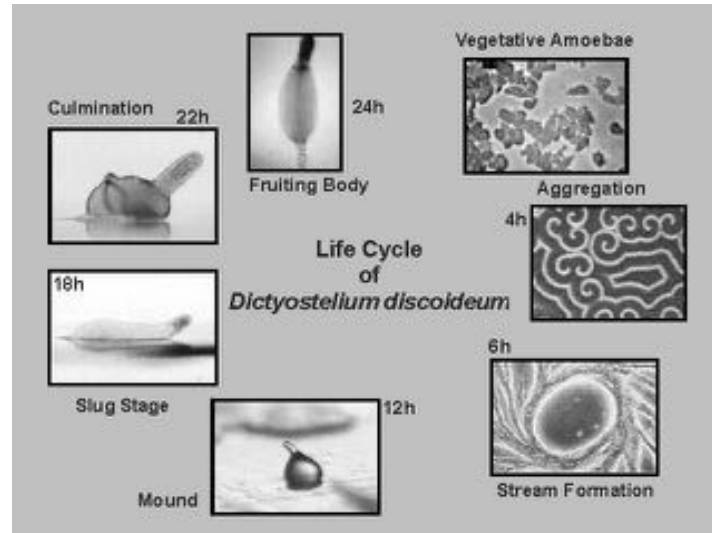 Vegetative Amoebae
Aggregation
4h
6h
Stream Formation
12h
Mound
18h
Slug Stage
Culmination
22h
24h
Fruiting Body
Life Cycle
of
Dictyostelium discoideum